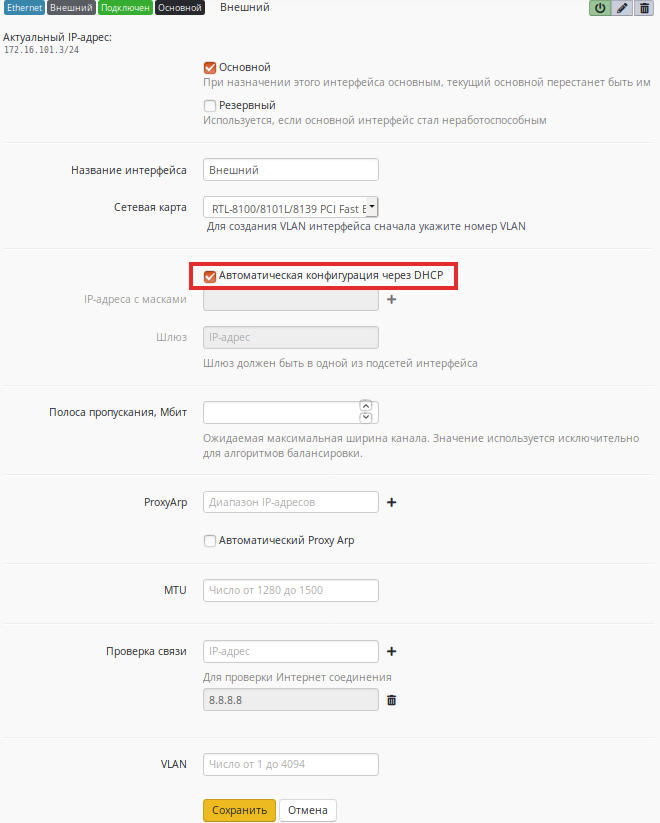 Ethernet Внешний Подключен Основной Внешний
Актуальный IP-адрес:
172.16.101.3/24
Основной
При назначении этого интерфейса основным, текущий основной перестанет быть им
Резервный
Используется, если основной интерфейс стал неработоспособным
Название интерфейса Внешний
Сетевая карта RTL-8100/8101L/8139 PCI Fast E
Для создания VLAN интерфейса сначала укажите номер VLAN
Автоматическая конфигурация через DHCP
IP-адреса с масками
Шлюз IP-адрес
Шлюз должен быть в одной из подсетей интерфейса
Полоса пропускания, Мбит
Ожидаемая максимальная ширина канала. Значение используется исключительно
для алгоритмов балансировки.
ProxyArp Диапазон IP-адресов
Автоматический Proxy Arp
MTU Число от 1280 до 1500
Проверка связи IP-адрес
Для проверки Интернет соединения
8.8.8.8
VLAN Число от 1 до 4094
Сохранить Отмена